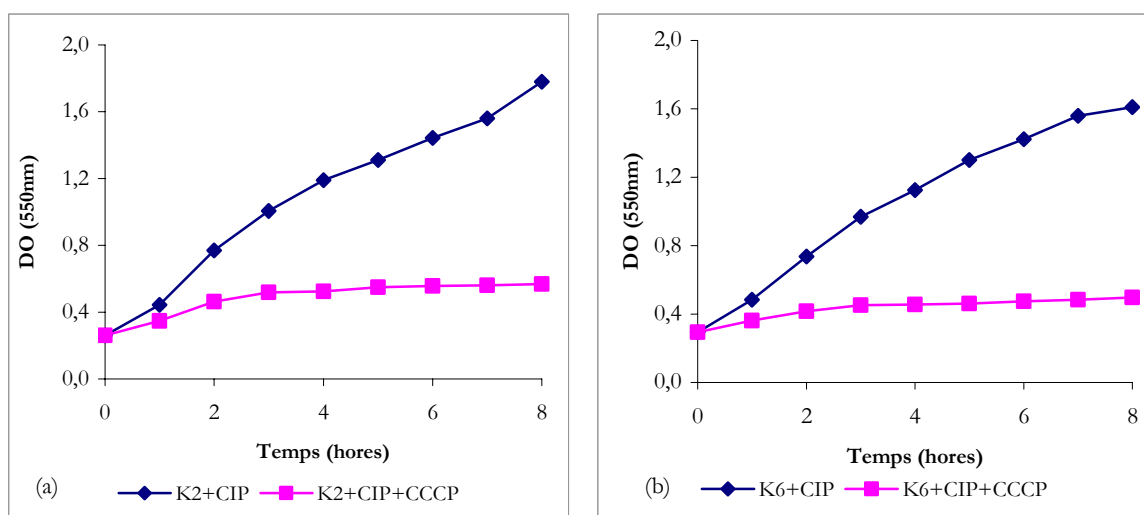 2,0
1,6
1,2
0,8
0,4
0,0
DO (550nm)
0 2 4 6 8
Temps (hores)
(a) K2+CIP K2+CIP+CCCP
2,0
1,6
1,2
0,8
0,4
0,0
DO (550nm)
0 2 4 6 8
Temps (hores)
(b) K6+CIP K6+CIP+CCCP